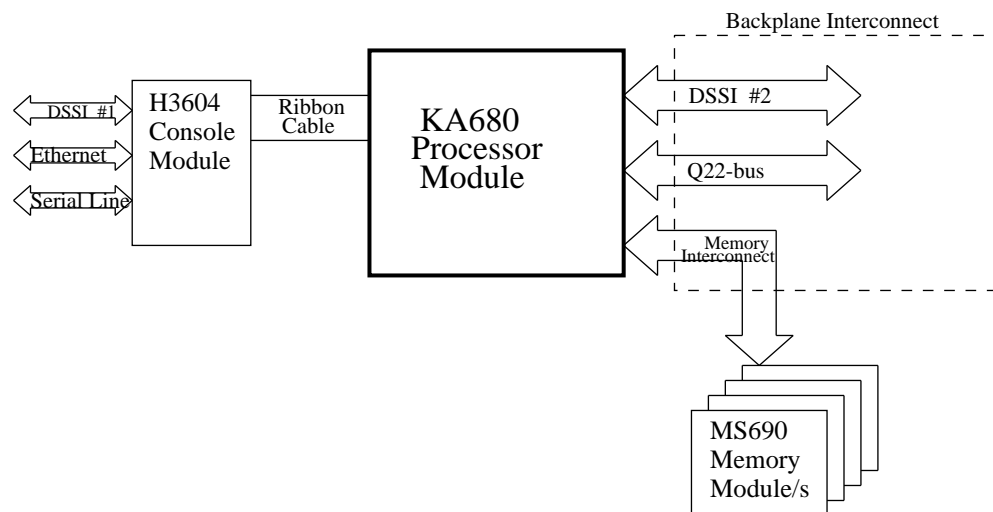 Backplane Interconnect
DSSI #1
Ethernet
Serial Line
H3604
Console
Module
Ribbon
Cable
KA680
Processor
Module
DSSI #2
Q22-bus
Memory
Interconnect
MS690
Memory
Module/s